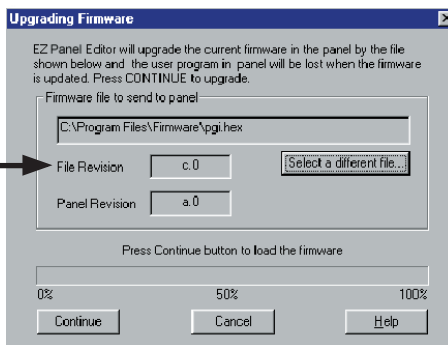 Upgrading Firmware
EZ Panel Editor will upgrade the current firmware in the panel by the file
shown below and the user program in panel will be lost when the firmware
is updated. Press CONTINUE to upgrade.
Firmware file to send to panel
C:\Program Files\Firmware\pgi.hex
File Revision c.0 Select a different file...
Panel Revision a.0
Press Continue button to load the firmware
0% 50% 100%
Continue Cancel Help